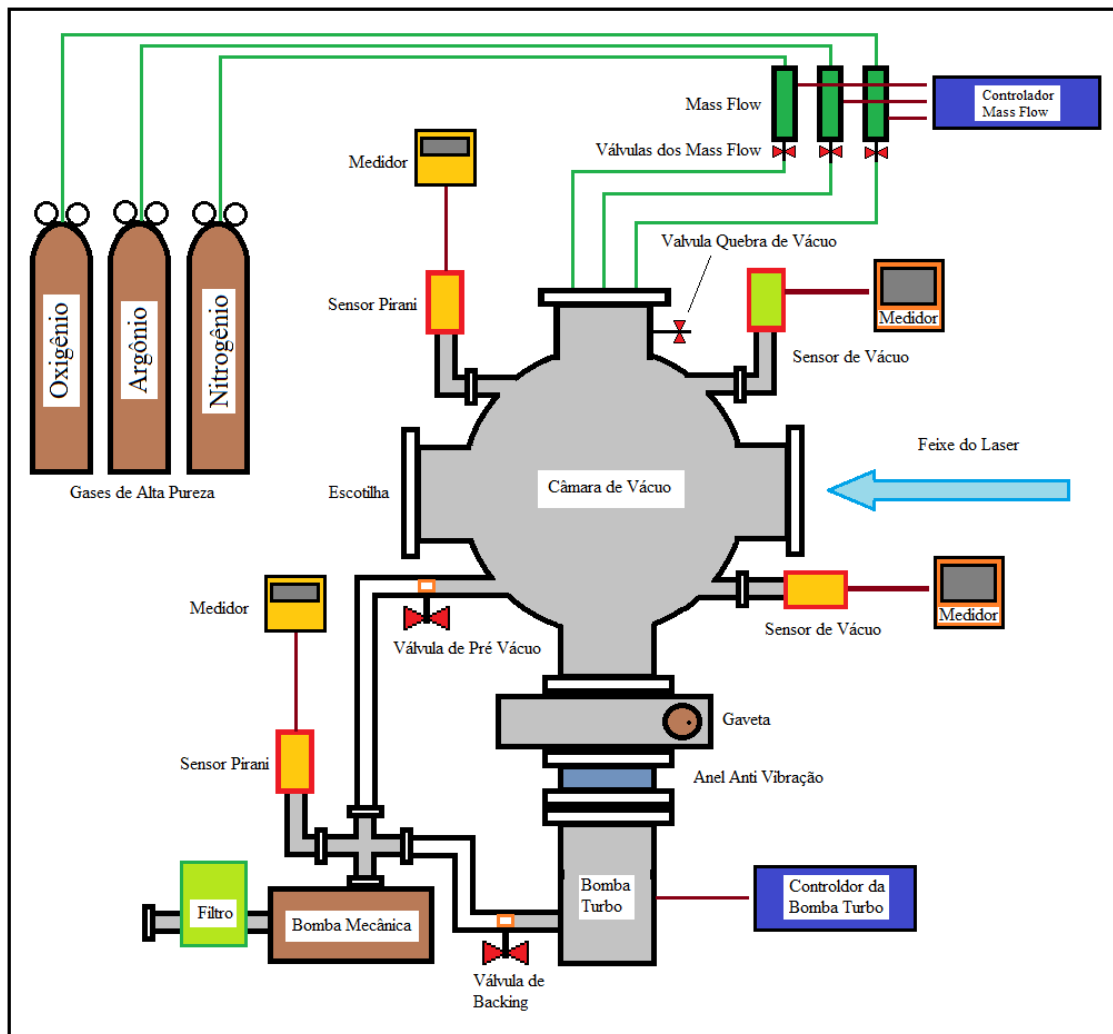 Mass Flow
Controlador
Mass Flow
Medidor
Válvulas dos Mass Flow
Valvula Quebra de Vácuo
Oxigênio
Argônio
Nitrogênio
Sensor Pirani
Medidor
Sensor de Vácuo
Feixe do Laser
Gases de Alta Pureza
Escotilha
Câmara de Vácuo
Medidor
Válvula de Pré Vácuo
Sensor de Vácuo
Medidor
Gaveta
Sensor Pirani
Anel Anti Vibração
Filtro
Bomba Mecânica
Bomba
Turbo
Controldor da
Bomba Turbo
Válvula de
Backing